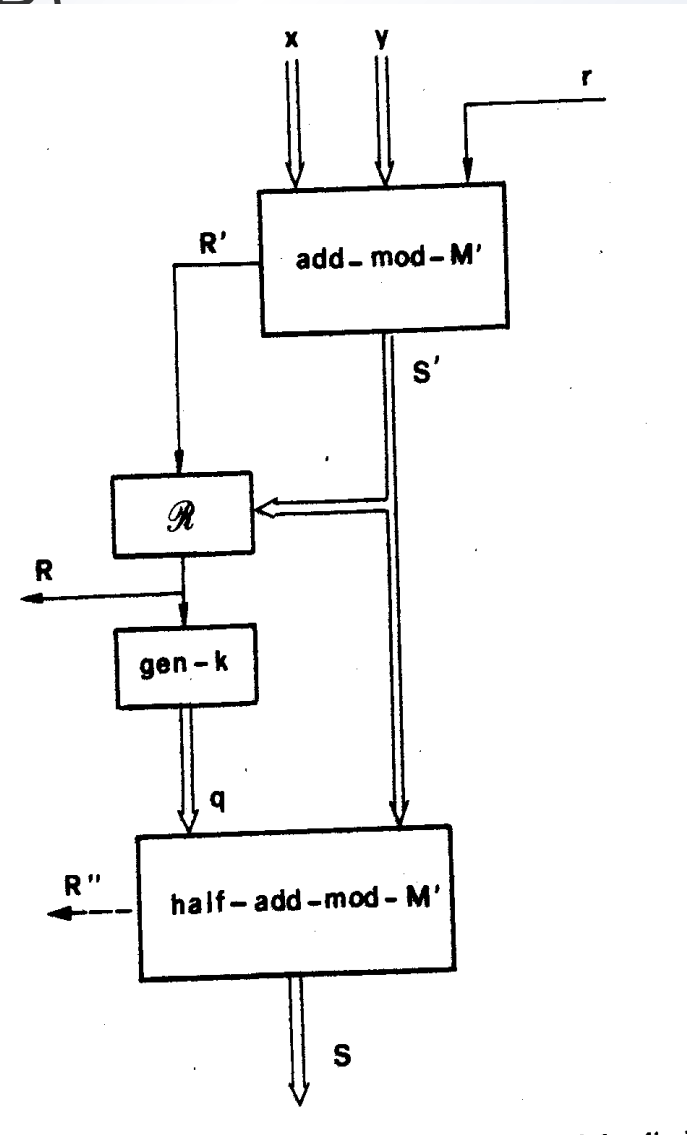 x
y
r
R'
add-mod-M'
S'
ℛ
R
gen-k
q
R"
half-add-mod-M'
S